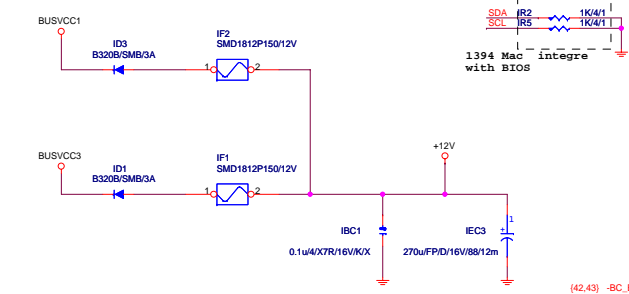 SDA IR2 1K/4/1
SCL IR5 1K/4/1
1394 Mac integre
with BIOS
BUSVCC1
ID3
B320B/SMB/3A
IF2
SMD1812P150/12V
1 2
BUSVCC3
ID1
B320B/SMB/3A
IF1
SMD1812P150/12V
1 2
+12V
IBC1
0.1u/4/X7R/16V/K/X
IEC3
1
+
270u/FP/D/16V/88/12m
{42,43} -BC_